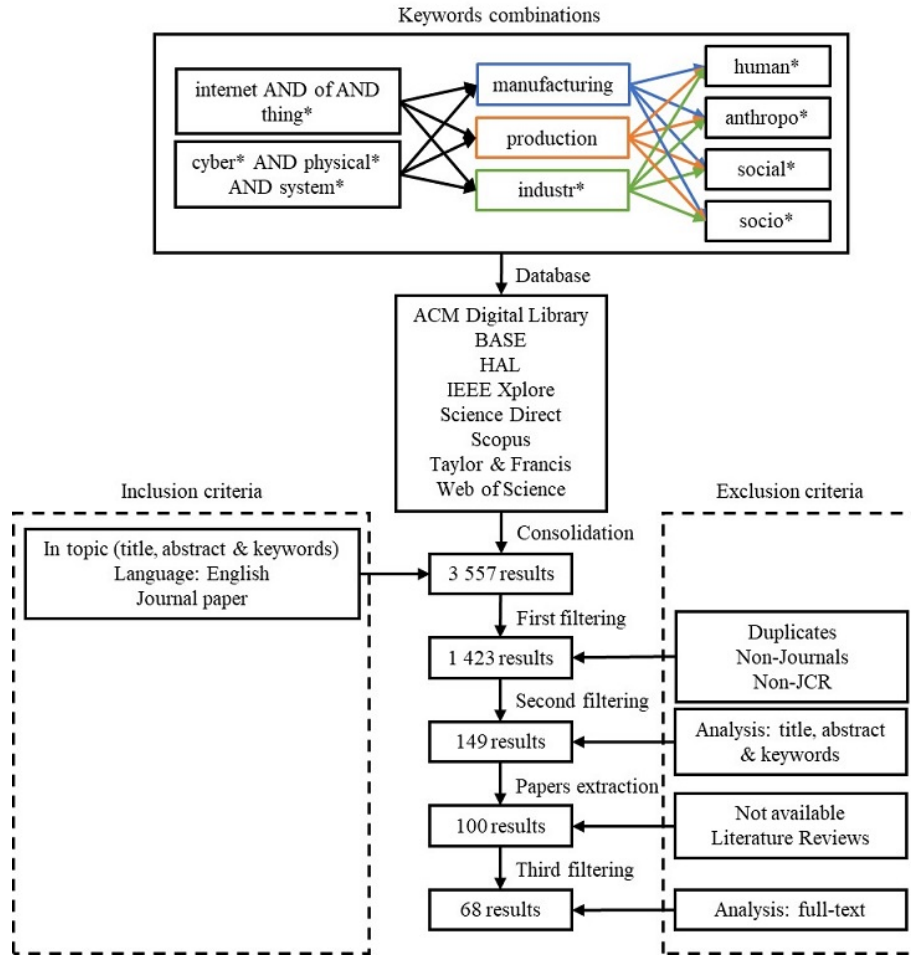 Keywords combinations
internet AND of AND
thing*
cyber* AND physical*
AND system*
manufacturing
production
industr*
human*
anthropo*
social*
socio*
Database
ACM Digital Library
BASE
HAL
IEEE Xplore
Science Direct
Scopus
Taylor & Francis
Web of Science
Inclusion criteria
Exclusion criteria
Consolidation
In topic (title, abstract & keywords)
Language: English
Journal paper
3 557 results
First filtering
1 423 results
Duplicates
Non-Journals
Non-JCR
Second filtering
149 results
Analysis: title, abstract
& keywords
Papers extraction
100 results
Not available
Literature Reviews
Third filtering
68 results
Analysis: full-text